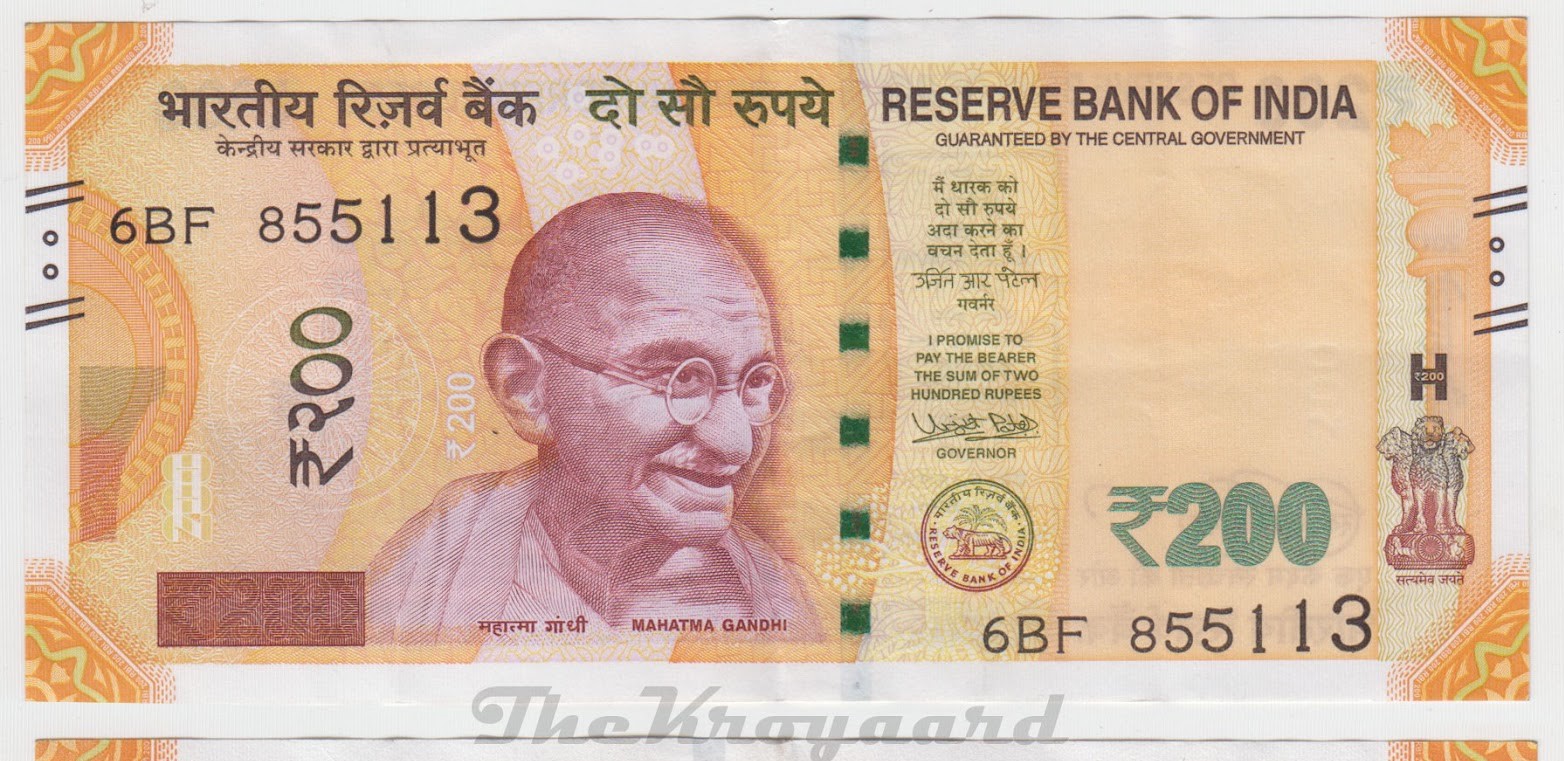 भारतीय रिज़र्व बैंक दो सौ रुपये RESERVE BANK OF INDIA
केन्द्रीय सरकार द्वारा प्रत्याभूत GUARANTEED BY THE CENTRAL GOVERNMENT
6BF 855113
मैं धारक को
दो सौ रुपये
अदा करने का
वचन देता हूँ ।
उर्जित आर पटेल
गवर्नर
I PROMISE TO
PAY THE BEARER
THE SUM OF TWO
HUNDRED RUPEES
Urjit Patel
GOVERNOR
₹२००
₹200
₹200
भारतीय रिज़र्व बैंक
RESERVE BANK OF INDIA
₹200
सत्यमेव जयते
महात्मा गांधी MAHATMA GANDHI
6BF 855113
TheKroyaard